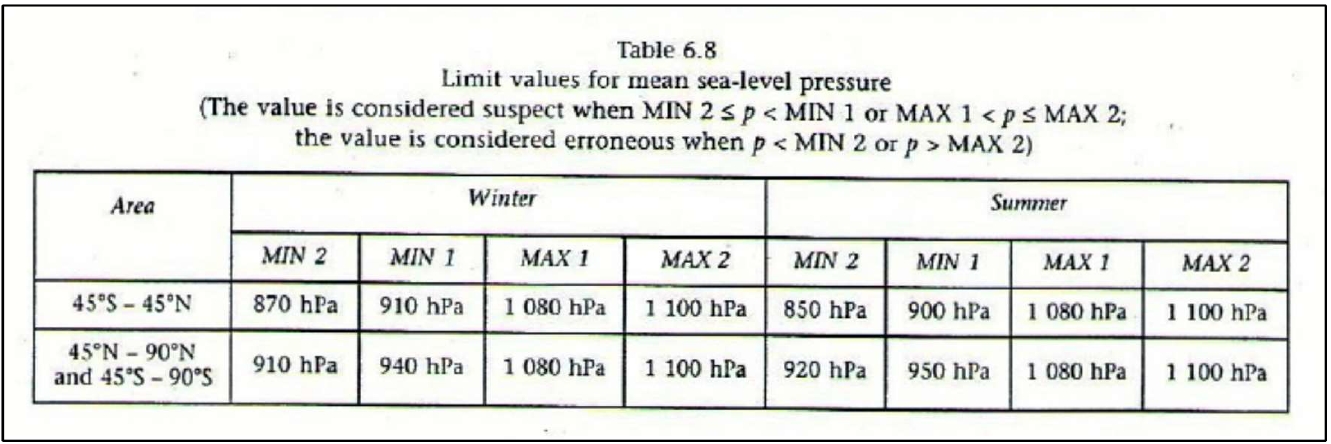 Table 6.8
Limit values for mean sea-level pressure
(The value is considered suspect when MIN 2 ≤ p < MIN 1 or MAX 1 < p ≤ MAX 2;
the value is considered erroneous when p < MIN 2 or p > MAX 2)
Area Winter Summer
MIN 2 MIN 1 MAX 1 MAX 2 MIN 2 MIN 1 MAX 1 MAX 2
45°S – 45°N 870 hPa 910 hPa 1 080 hPa 1 100 hPa 850 hPa 900 hPa 1 080 hPa 1 100 hPa
45°N – 90°N
and 45°S – 90°S 910 hPa 940 hPa 1 080 hPa 1 100 hPa 920 hPa 950 hPa 1 080 hPa 1 100 hPa